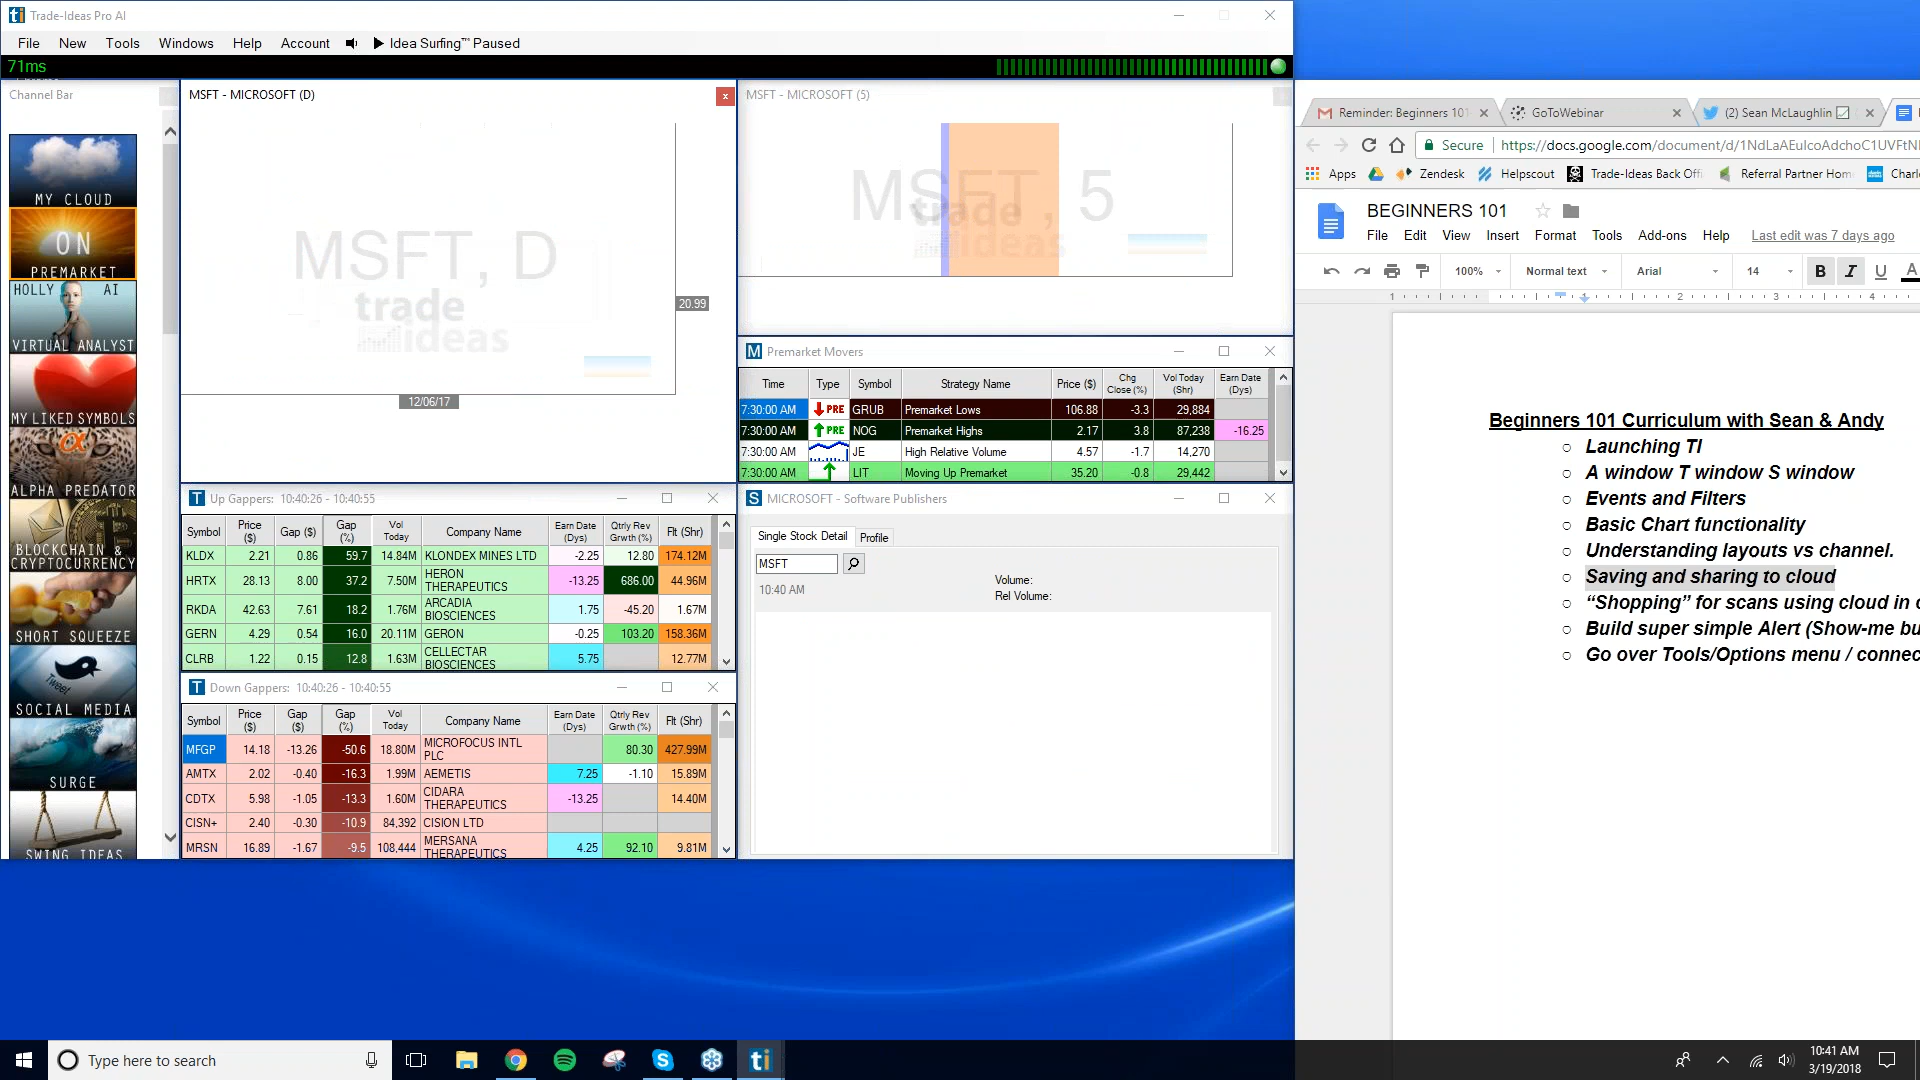 Trade-Ideas Pro AI
File New Tools Windows Help Account Idea Surfing™ Paused
71ms
Channel Bar
MY CLOUD
ON
PREMARKET
HOLLY AI
VIRTUAL ANALYST
MY LIKED SYMBOLS
α
ALPHA PREDATOR
BLOCKCHAIN &
CRYPTOCURRENCY
SHORT SQUEEZE
Tweet
SOCIAL MEDIA
SURGE
SWING IDEAS
MSFT - MICROSOFT (D)
MSFT, D
trade
ideas
20.99
12/06/17
MSFT - MICROSOFT (5)
MSFT, 5
trade
ideas
M Premarket Movers
Time Type Symbol Strategy Name Price ($) Chg Close (%) Vol Today (Shr) Earn Date (Dys)
7:30:00 AM PRE GRUB Premarket Lows 106.88 -3.3 29,884
7:30:00 AM PRE NOG Premarket Highs 2.17 3.8 87,238 -16.25
7:30:00 AM JE High Relative Volume 4.57 -1.7 14,270
7:30:00 AM LIT Moving Up Premarket 35.20 -0.8 29,442
T Up Gappers: 10:40:26 - 10:40:55
Symbol Price ($) Gap ($) Gap (%) Vol Today Company Name Earn Date (Dys) Qtrly Rev Grwth (%) Flt (Shr)
KLDX 2.21 0.86 59.7 14.84M KLONDEX MINES LTD -2.25 12.80 174.12M
HRTX 28.13 8.00 37.2 7.50M HERON THERAPEUTICS -13.25 686.00 44.96M
RKDA 42.63 7.61 18.2 1.76M ARCADIA BIOSCIENCES 1.75 -45.20 1.67M
GERN 4.29 0.54 16.0 20.11M GERON -0.25 103.20 158.36M
CLRB 1.22 0.15 12.8 1.63M CELLECTAR BIOSCIENCES 5.75 12.77M
T Down Gappers: 10:40:26 - 10:40:55
Symbol Price ($) Gap ($) Gap (%) Vol Today Company Name Earn Date (Dys) Qtrly Rev Grwth (%) Flt (Shr)
MFGP 14.18 -13.26 -50.6 18.80M MICROFOCUS INTL PLC 80.30 427.99M
AMTX 2.02 -0.40 -16.3 1.99M AEMETIS 7.25 -1.10 15.89M
CDTX 5.98 -1.05 -13.3 1.60M CIDARA THERAPEUTICS -13.25 14.40M
CISN+ 2.40 -0.30 -10.9 84,392 CISION LTD
MRSN 16.89 -1.67 -9.5 108,444 MERSANA THERAPEUTICS 4.25 92.10 9.81M
S MICROSOFT - Software Publishers
Single Stock Detail Profile
MSFT
10:40 AM
Volume:
Rel Volume:
Reminder: Beginners 101 GoToWebinar (2) Sean McLaughlin
Secure https://docs.google.com/document/d/1NdLaAEulcoAdchoC1UVFtN
Apps Zendesk Helpscout Trade-Ideas Back Offi Referral Partner Hom Charl
BEGINNERS 101
File Edit View Insert Format Tools Add-ons Help Last edit was 7 days ago
100% Normal text Arial 14 B I U A
1 1 2 3 4
Beginners 101 Curriculum with Sean & Andy
○ Launching TI
○ A window T window S window
○ Events and Filters
○ Basic Chart functionality
○ Understanding layouts vs channel.
○ Saving and sharing to cloud
○ “Shopping” for scans using cloud in c
○ Build super simple Alert (Show-me bu
○ Go over Tools/Options menu / connec
Type here to search
ti
10:41 AM
3/19/2018